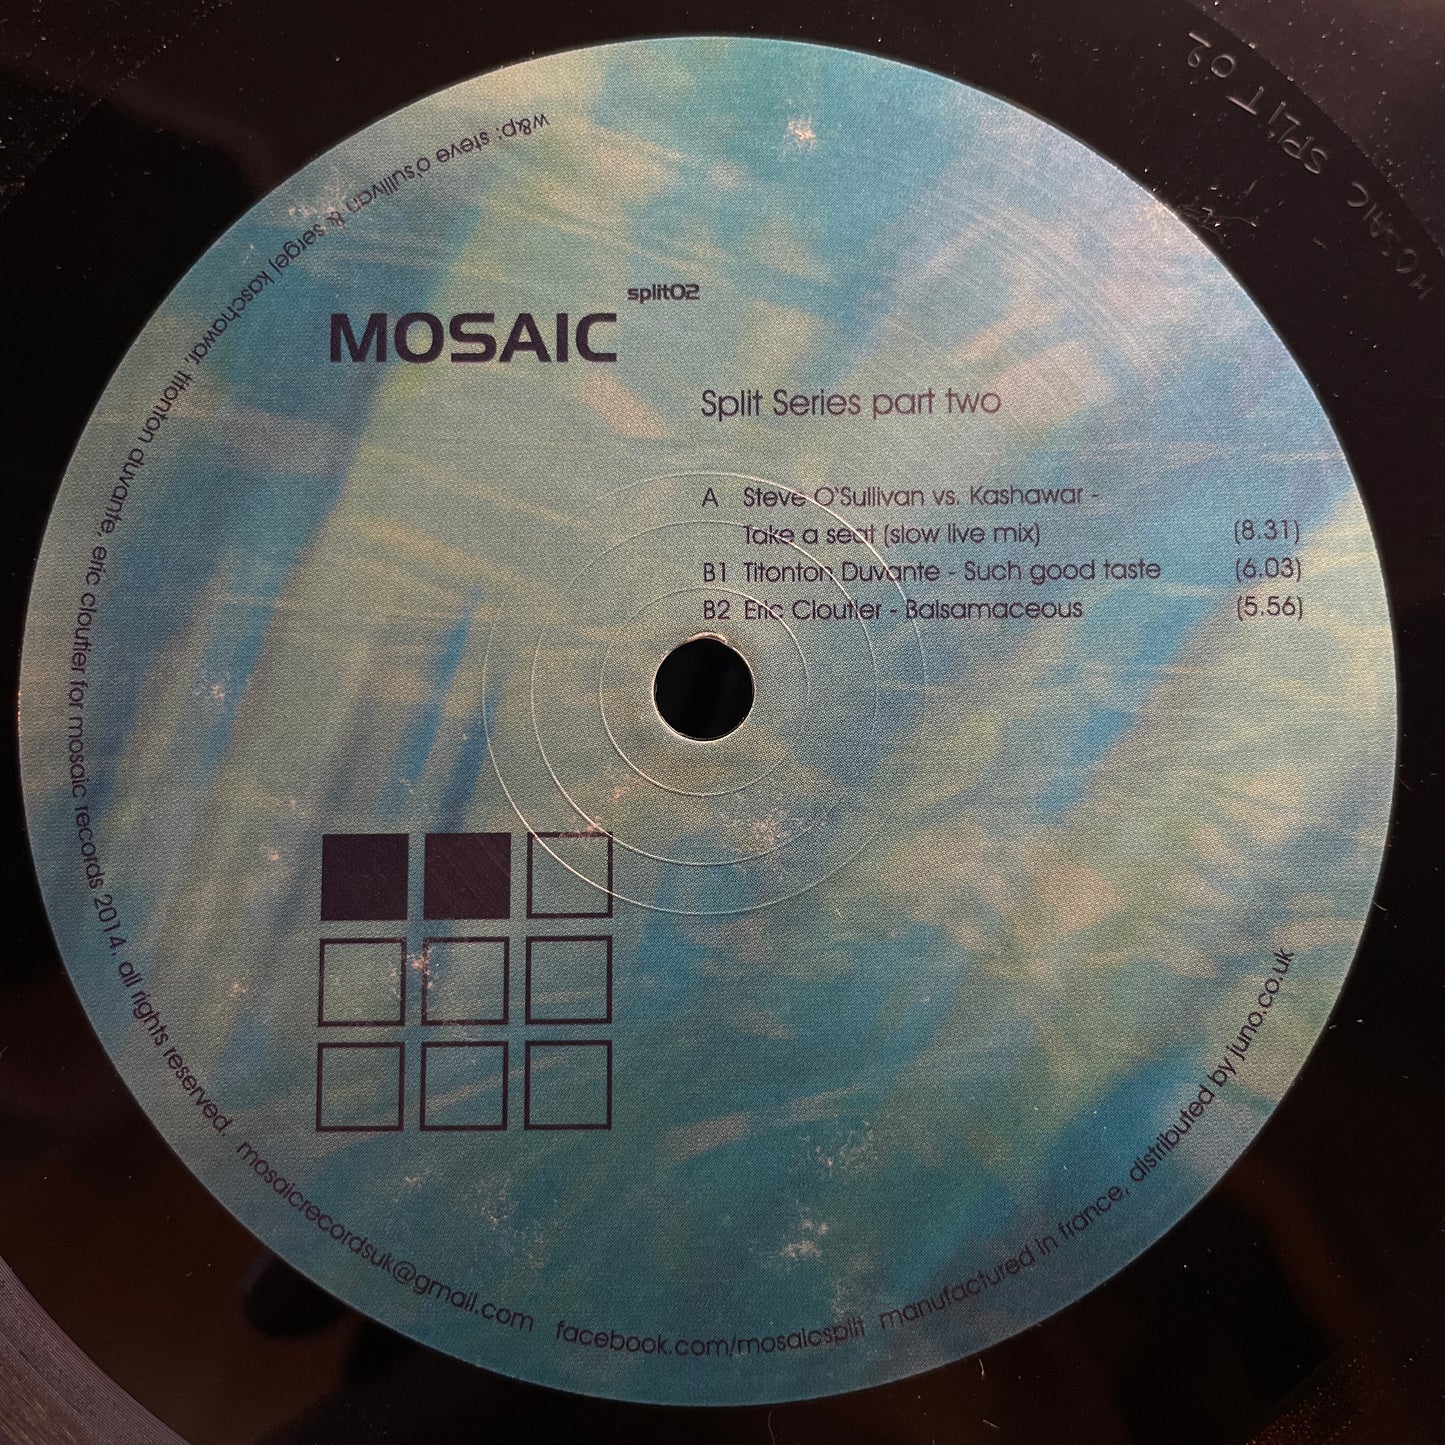 split02
MOSAIC
Split Series part two
A Steve O'Sullivan vs. Kashawar -
Take a seat (slow live mix) (8.31)
B1 Titonton Duvante - Such good taste (6.03)
B2 Eric Cloutier - Balsamaceous (5.56)
w&p: steve o'sullivan & sergej kaschawar, titonton duvante, eric cloutier for mosaic records 2014. all rights reserved. mosaicrecordsuk@gmail.com facebook.com/mosaicsplit manufactured in france, distributed by juno.co.uk
MOSAIC SPLIT 02